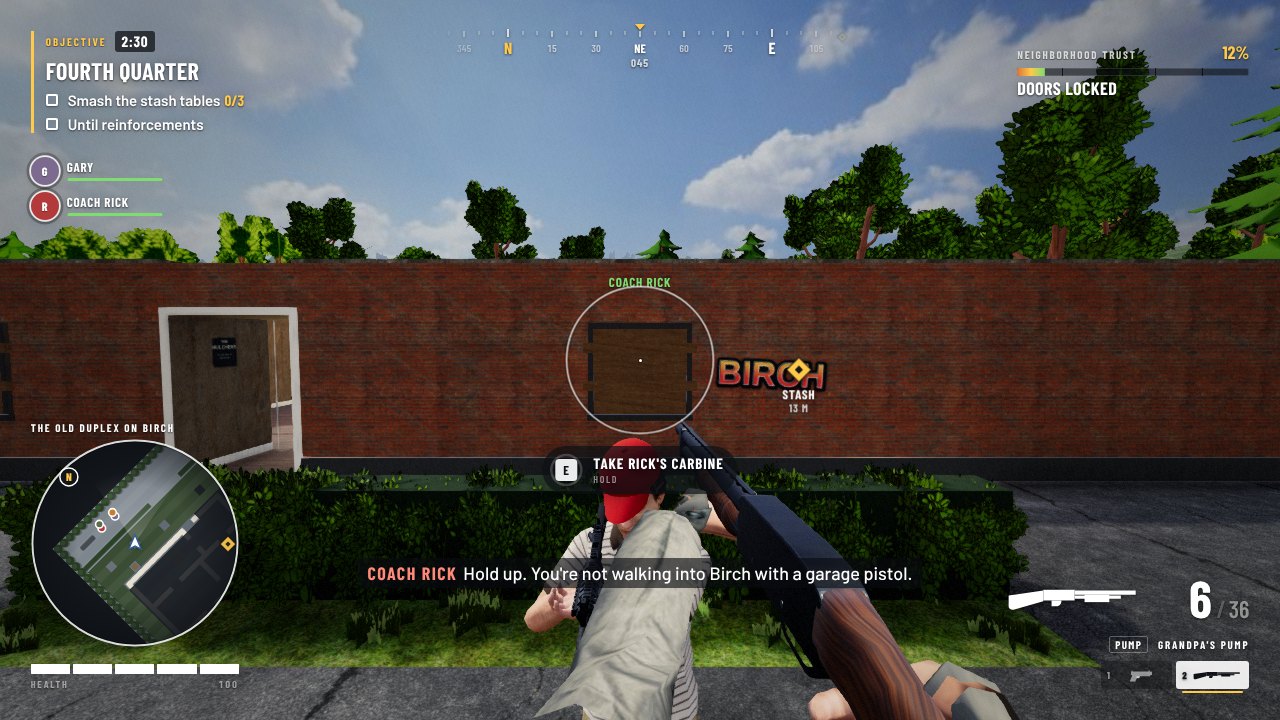 OBJECTIVE 2:30
FOURTH QUARTER
Smash the stash tables 0/3
Until reinforcements
G GARY
R COACH RICK
345 N 15 30 NE 60 75 E 105
045
NEIGHBORHOOD TRUST 12%
DOORS LOCKED
COACH RICK
BIRCH
STASH
13 M
THE OLD DUPLEX ON BIRCH
N
E TAKE RICK'S CARBINE
HOLD
COACH RICK Hold up. You're not walking into Birch with a garage pistol.
6 / 36
PUMP GRANDPA'S PUMP
1 2
HEALTH 100